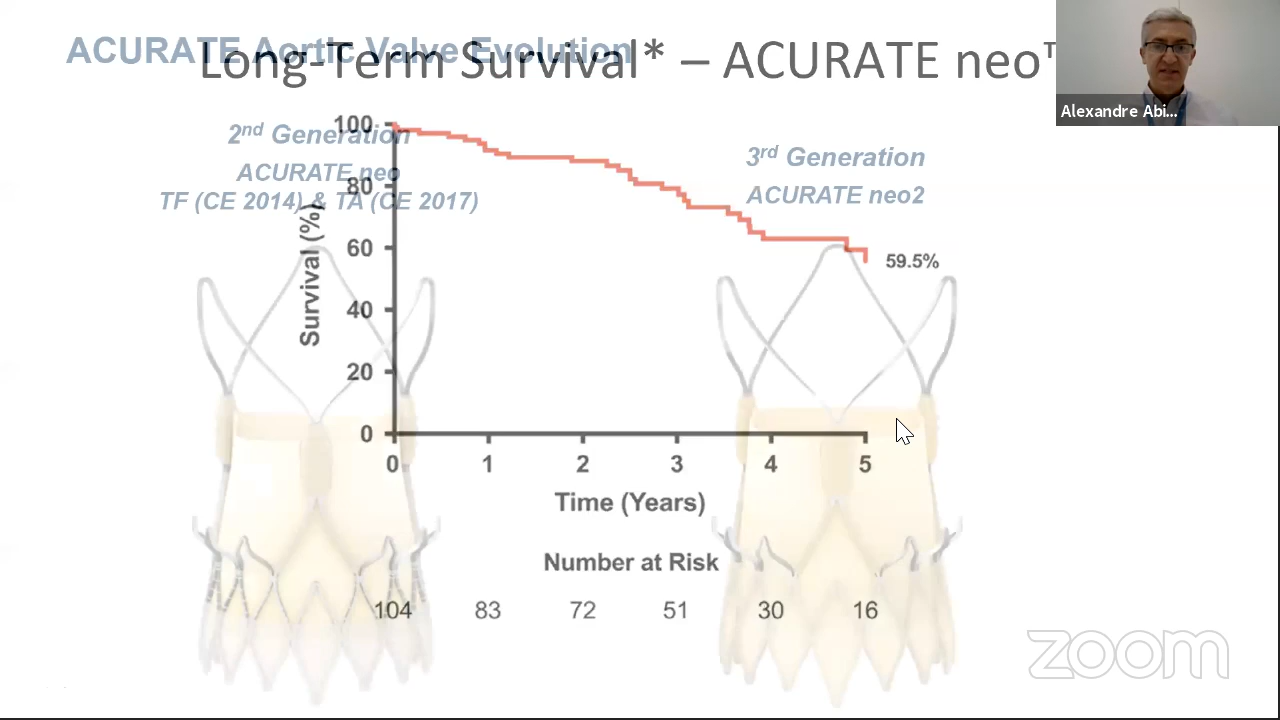 ACURATE Aortic Valve Evolution
Long-Term Survival* – ACURATE neo™
Alexandre Abi...
2nd Generation
ACURATE neo
TF (CE 2014) & TA (CE 2017)
3rd Generation
ACURATE neo2
Survival (%)
100
80
60
40
20
0
59.5%
0 1 2 3 4 5
Time (Years)
Number at Risk
104 83 72 51 30 16
zoom